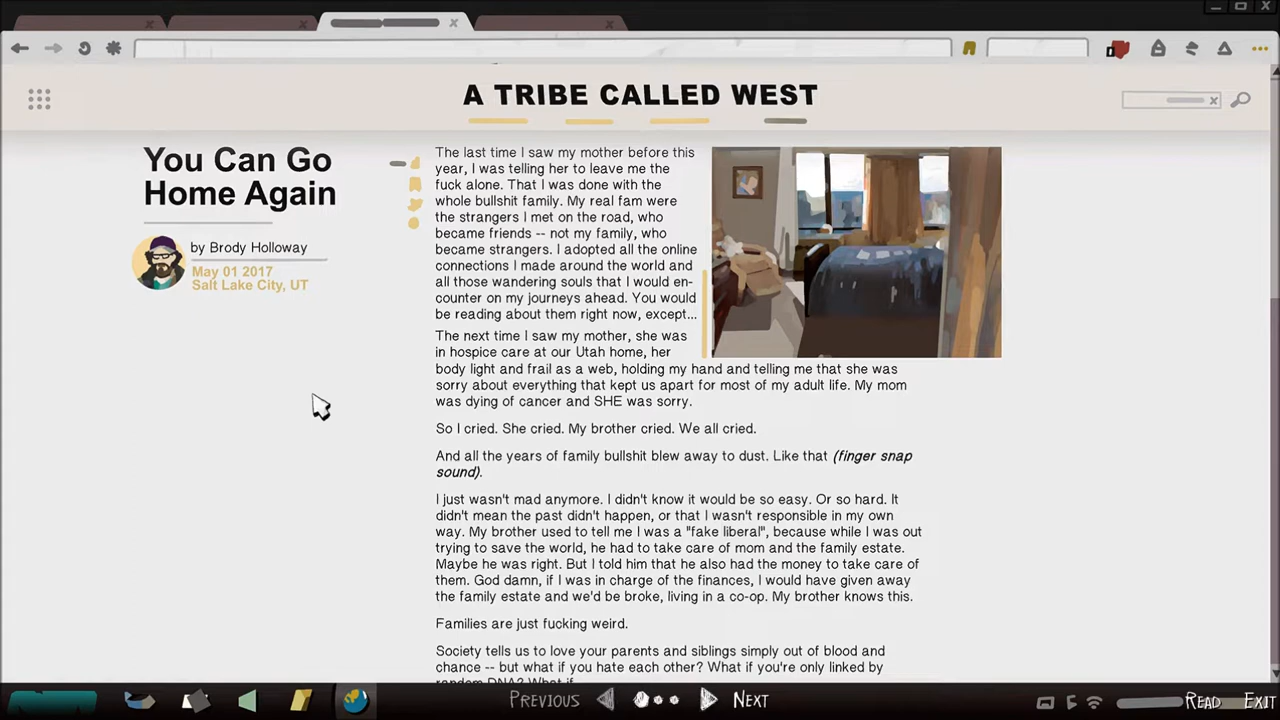 A TRIBE CALLED WEST
You Can Go
Home Again
by Brody Holloway
May 01 2017
Salt Lake City, UT
The last time I saw my mother before this
year, I was telling her to leave me the
fuck alone. That I was done with the
whole bullshit family. My real fam were
the strangers I met on the road, who
became friends -- not my family, who
became strangers. I adopted all the online
connections I made around the world and
all those wandering souls that I would en-
counter on my journeys ahead. You would
be reading about them right now, except...
The next time I saw my mother, she was
in hospice care at our Utah home, her
body light and frail as a web, holding my hand and telling me that she was
sorry about everything that kept us apart for most of my adult life. My mom
was dying of cancer and SHE was sorry.
So I cried. She cried. My brother cried. We all cried.
And all the years of family bullshit blew away to dust. Like that (finger snap
sound).
I just wasn't mad anymore. I didn't know it would be so easy. Or so hard. It
didn't mean the past didn't happen, or that I wasn't responsible in my own
way. My brother used to tell me I was a "fake liberal", because while I was out
trying to save the world, he had to take care of mom and the family estate.
Maybe he was right. But I told him that he also had the money to take care of
them. God damn, if I was in charge of the finances, I would have given away
the family estate and we'd be broke, living in a co-op. My brother knows this.
Families are just fucking weird.
Society tells us to love your parents and siblings simply out of blood and
chance -- but what if you hate each other? What if you're only linked by
random DNA? What if
PREVIOUS
NEXT
READ
EXIT